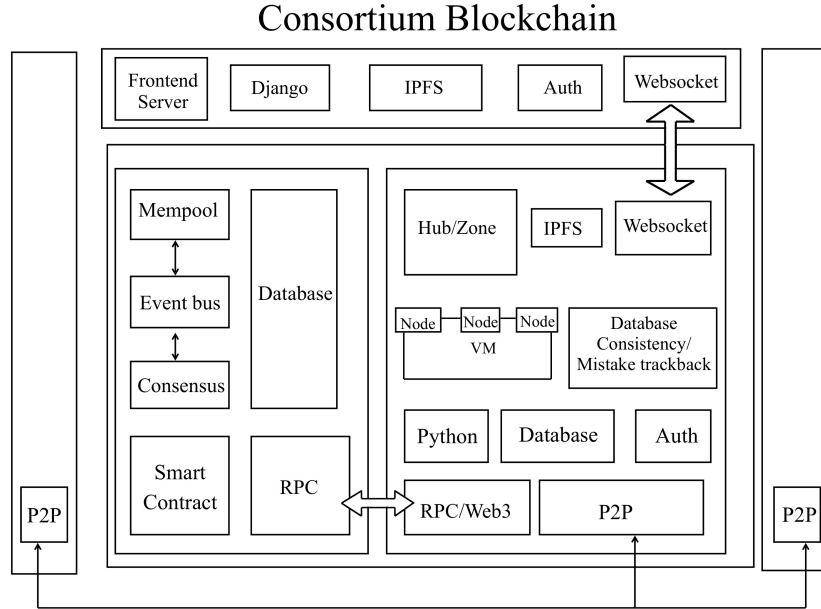 Consortium Blockchain
Frontend
Server
Django
IPFS
Auth
Websocket
Mempool
Event bus
Consensus
Database
Smart
Contract
RPC
Hub/Zone
IPFS
Websocket
Node
Node
Node
VM
Database
Consistency/
Mistake trackback
Python
Database
Auth
RPC/Web3
P2P
P2P
P2P